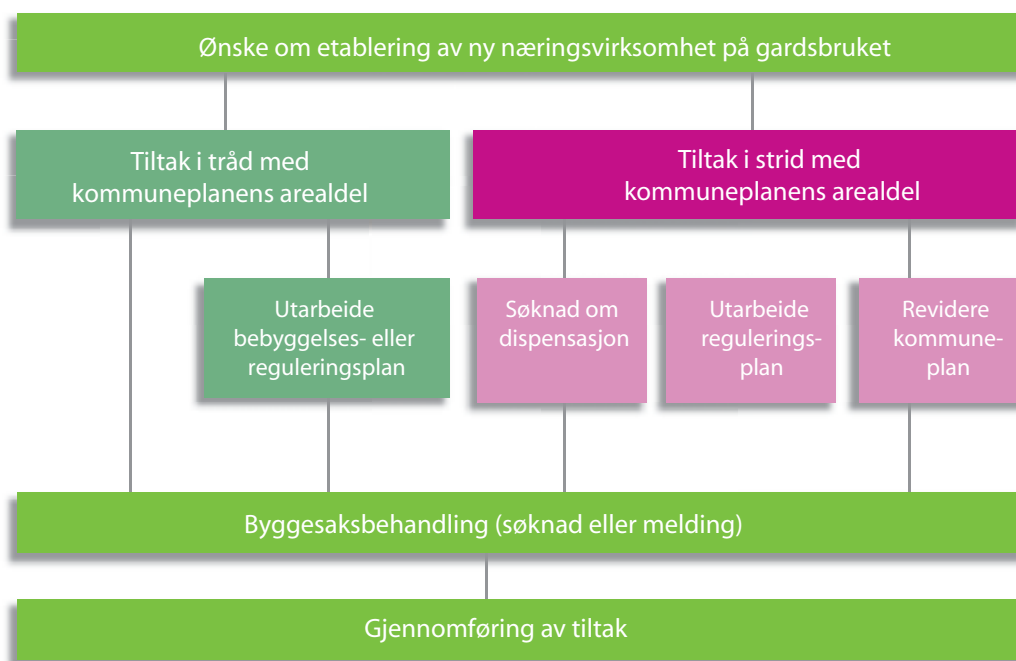 Ønske om etablering av ny næringsvirksomhet på gardsbruket
Tiltak i tråd med
kommuneplanens arealdel
Tiltak i strid med
kommuneplanens arealdel
Utarbeide
bebyggelses- eller
reguleringsplan
Søknad om
dispensasjon
Utarbeide
regulerings-
plan
Revidere
kommune-
plan
Byggesaksbehandling (søknad eller melding)
Gjennomføring av tiltak